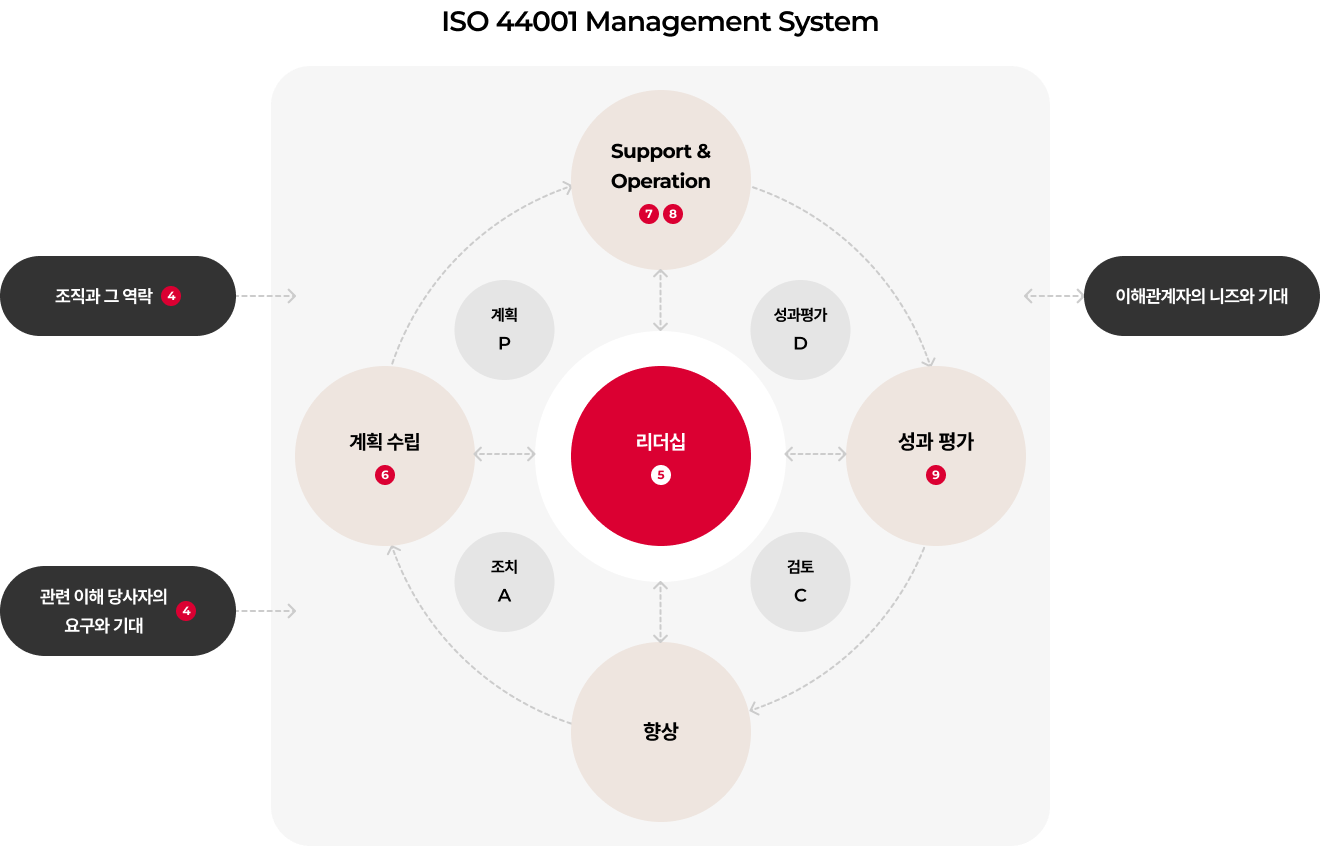 ISO 44001 Management System
Support &
Operation
7 8
조직과 그 역락 4
이해관계자의 니즈와 기대
계획
P
성과평가
D
계획 수립
6
리더십
5
성과 평가
9
조치
A
검토
C
관련 이해 당사자의
요구와 기대
4
향상